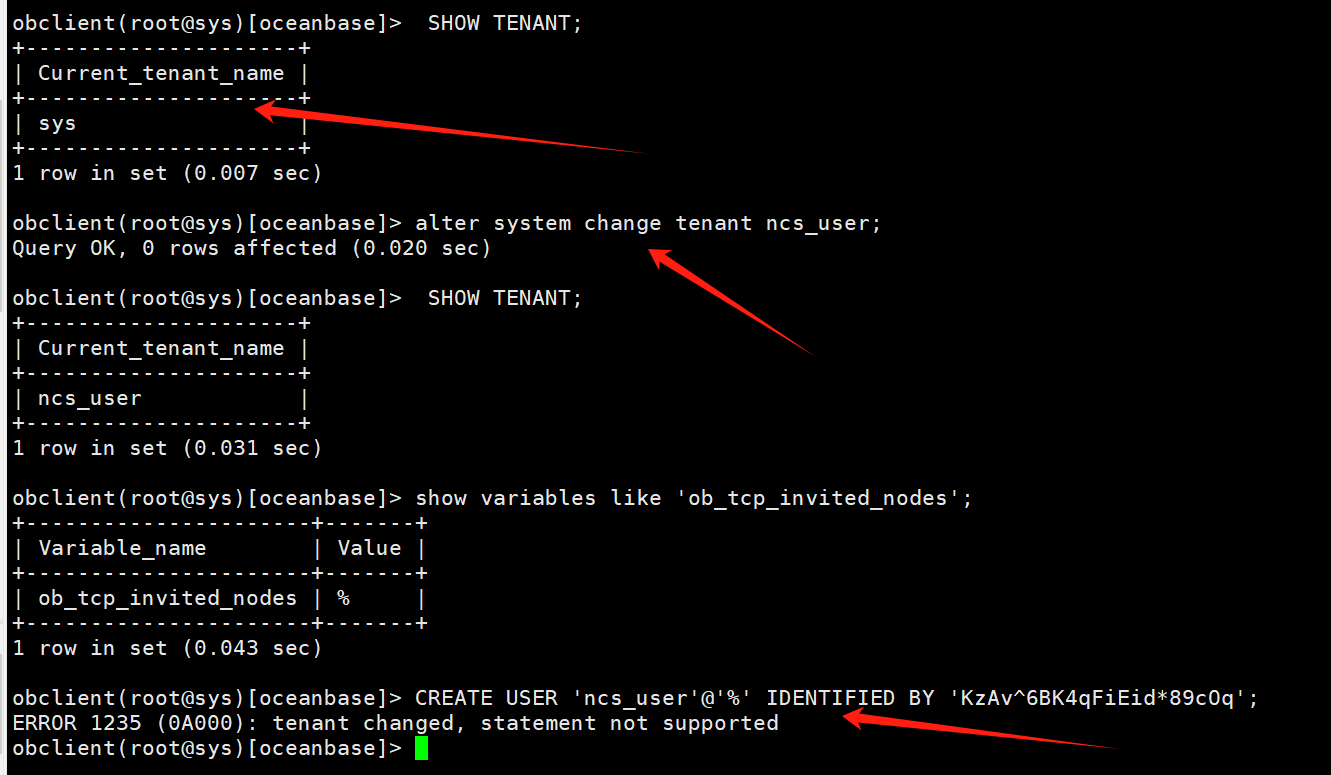 obclient(root@sys)[oceanbase]>  SHOW TENANT;
+---------------------+
| Current_tenant_name |
+---------------------+
| sys                 |
+---------------------+
1 row in set (0.007 sec)
obclient(root@sys)[oceanbase]> alter system change tenant ncs_user;
Query OK, 0 rows affected (0.020 sec)
obclient(root@sys)[oceanbase]>  SHOW TENANT;
+---------------------+
| Current_tenant_name |
+---------------------+
| ncs_user            |
+---------------------+
1 row in set (0.031 sec)
obclient(root@sys)[oceanbase]> show variables like 'ob_tcp_invited_nodes';
+----------------------+-------+
| Variable_name        | Value |
+----------------------+-------+
| ob_tcp_invited_nodes | %     |
+----------------------+-------+
1 row in set (0.043 sec)
obclient(root@sys)[oceanbase]> CREATE USER 'ncs_user'@'%' IDENTIFIED BY 'KzAv^6BK4qFiEid*89cOq';
ERROR 1235 (0A000): tenant changed, statement not supported
obclient(root@sys)[oceanbase]>